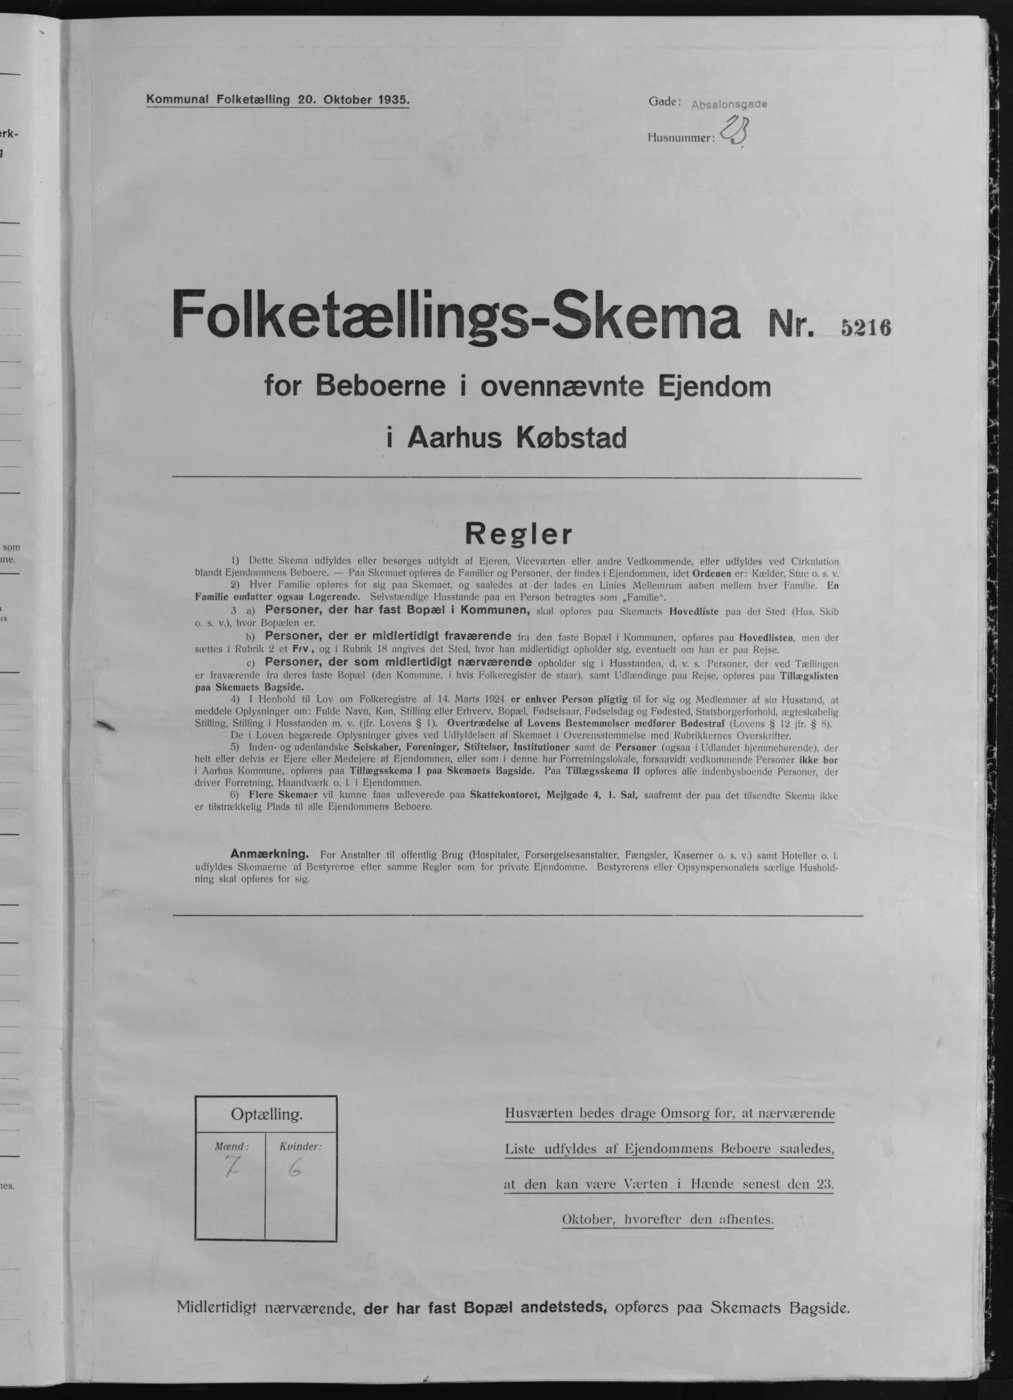 Kommunal Folketælling 20. Oktober 1935.
Gade: Absalonsgade
Husnummer: 23
Folketællings-Skema Nr. 5216
for Beboerne i ovennævnte Ejendom
i Aarhus Købstad
Regler
1) Dette Skema udfyldes eller besørges udfyldt af Ejeren, Viceværten eller andre Vedkommende, eller udfyldes ved Cirkulation
blandt Ejendommens Beboere. — Paa Skemaet opføres de Familier og Personer, der findes i Ejendommen, idet Ordenen er: Kælder, Stue o. s. v.
2) Hver Familie opføres for sig paa Skemaet, og saaledes at der lades en Linies Mellemrum aaben mellem hver Familie. En
Familie omfatter ogsaa Logerende. Selvstændige Husstande paa en Person betragtes som „Familie“.
3 a) Personer, der har fast Bopæl i Kommunen, skal opføres paa Skemaets Hovedliste paa det Sted (Hus, Skib
o. s. v.), hvor Bopælen er.
b) Personer, der er midlertidigt fraværende fra den faste Bopæl i Kommunen, opføres paa Hovedlisten, men der
sættes i Rubrik 2 et Frv., og i Rubrik 18 angives det Sted, hvor han midlertidigt opholder sig, eventuelt om han er paa Rejse.
c) Personer, der som midlertidigt nærværende opholder sig i Husstanden, d. v. s. Personer, der ved Tællingen
er fraværende fra deres faste Bopæl (den Kommune, i hvis Folkeregister de staar), samt Udlændinge paa Rejse, opføres paa Tillægslisten
paa Skemaets Bagside.
4) I Henhold til Lov om Folkeregistre af 14. Marts 1924 er enhver Person pligtig til for sig og Medlemmer af sin Husstand, at
meddele Oplysninger om: Fulde Navn, Køn, Stilling eller Erhverv, Bopæl, Fødselsaar, Fødselsdag og Fødested, Statsborgerforhold, ægteskabelig
Stilling, Stilling i Husstanden m. v. (jfr. Lovens § 1). Overtrædelse af Lovens Bestemmelser medfører Bødestraf (Lovens § 12 jfr. § 8).
De i Loven begærede Oplysninger gives ved Udfyldelsen af Skemaet i Overensstemmelse med Rubrikkernes Overskrifter.
5) Inden- og udenlandske Selskaber, Foreninger, Stiftelser, Institutioner samt de Personer (ogsaa i Udlandet hjemmehørende), der
helt eller delvis er Ejere eller Medejere af Ejendommen, eller som i denne har Forretningslokale, forsaavidt vedkommende Personer ikke bor
i Aarhus Kommune, opføres paa Tillægsskema I paa Skemaets Bagside. Paa Tillægsskema II opføres alle indenbysboende Personer, der
driver Forretning, Haandværk o. l. i Ejendommen.
6) Flere Skemaer vil kunne faas udleverede paa Skattekontoret, Mejlgade 4, 1. Sal, saafremt der paa det tilsendte Skema ikke
er tilstrækkelig Plads til alle Ejendommens Beboere.
Anmærkning. For Anstalter til offentlig Brug (Hospitaler, Forsørgelsesanstalter, Fængsler, Kaserner o. s. v.) samt Hoteller o. l.
udfyldes Skemaerne af Bestyrerne efter samme Regler som for private Ejendomme. Bestyrerens eller Opsynspersonalets særlige Hushold-
ning skal opføres for sig.
Optælling.
Mænd: Kvinder:
7 6
Husværten bedes drage Omsorg for, at nærværende
Liste udfyldes af Ejendommens Beboere saaledes,
at den kan være Værten i Hænde senest den 23.
Oktober, hvorefter den afhentes.
Midlertidigt nærværende, der har fast Bopæl andetsteds, opføres paa Skemaets Bagside.